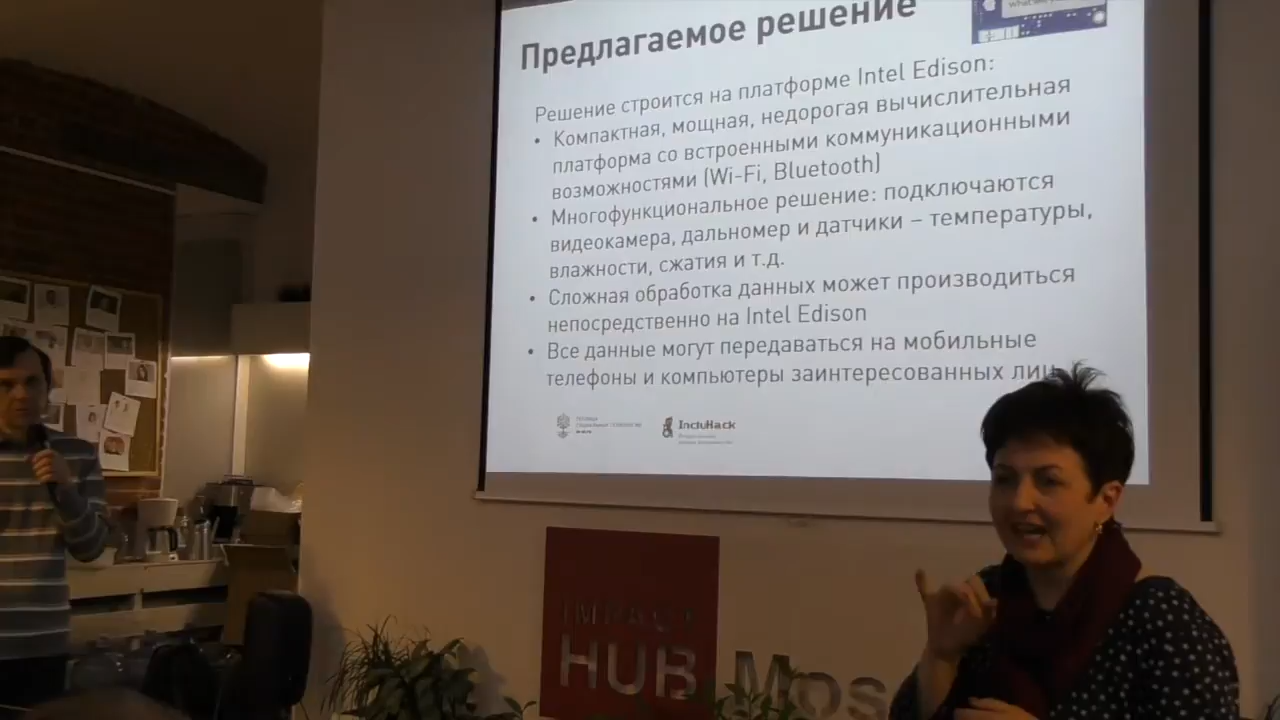 Предлагаемое решение
Решение строится на платформе Intel Edison:
• Компактная, мощная, недорогая вычислительная
платформа со встроенными коммуникационными
возможностями (Wi-Fi, Bluetooth)
• Многофункциональное решение: подключаются
видеокамера, дальномер и датчики – температуры,
влажности, сжатия и т.д.
• Сложная обработка данных может производиться
непосредственно на Intel Edison
• Все данные могут передаваться на мобильные
телефоны и компьютеры заинтересованных лиц
IncluHack
IMPACT
HUB
Mos